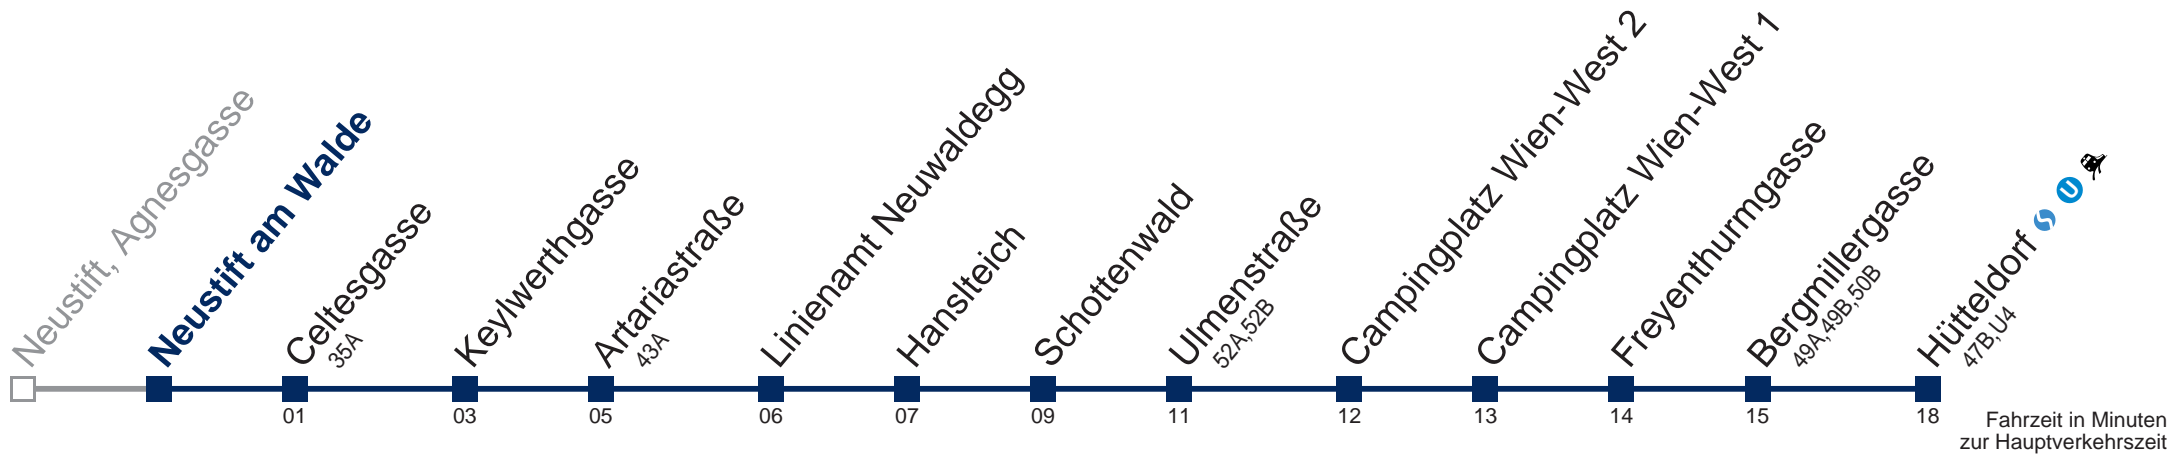 Neustift, Agnesgasse
Neustift am Walde
Celtesgasse
35A
Keylwerthgasse
Artariastraße
43A
Linienamt Neuwaldegg
Hanslteich
Schottenwald
Ulmenstraße
52A,52B
Campingplatz Wien-West 2
Campingplatz Wien-West 1
Freyenthurmgasse
Bergmillergasse
49A,49B,50B
Hütteldorf S U
47B,U4
01 03 05 06 07 09 11 12 13 14 15 18
Fahrzeit in Minuten
zur Hauptverkehrszeit